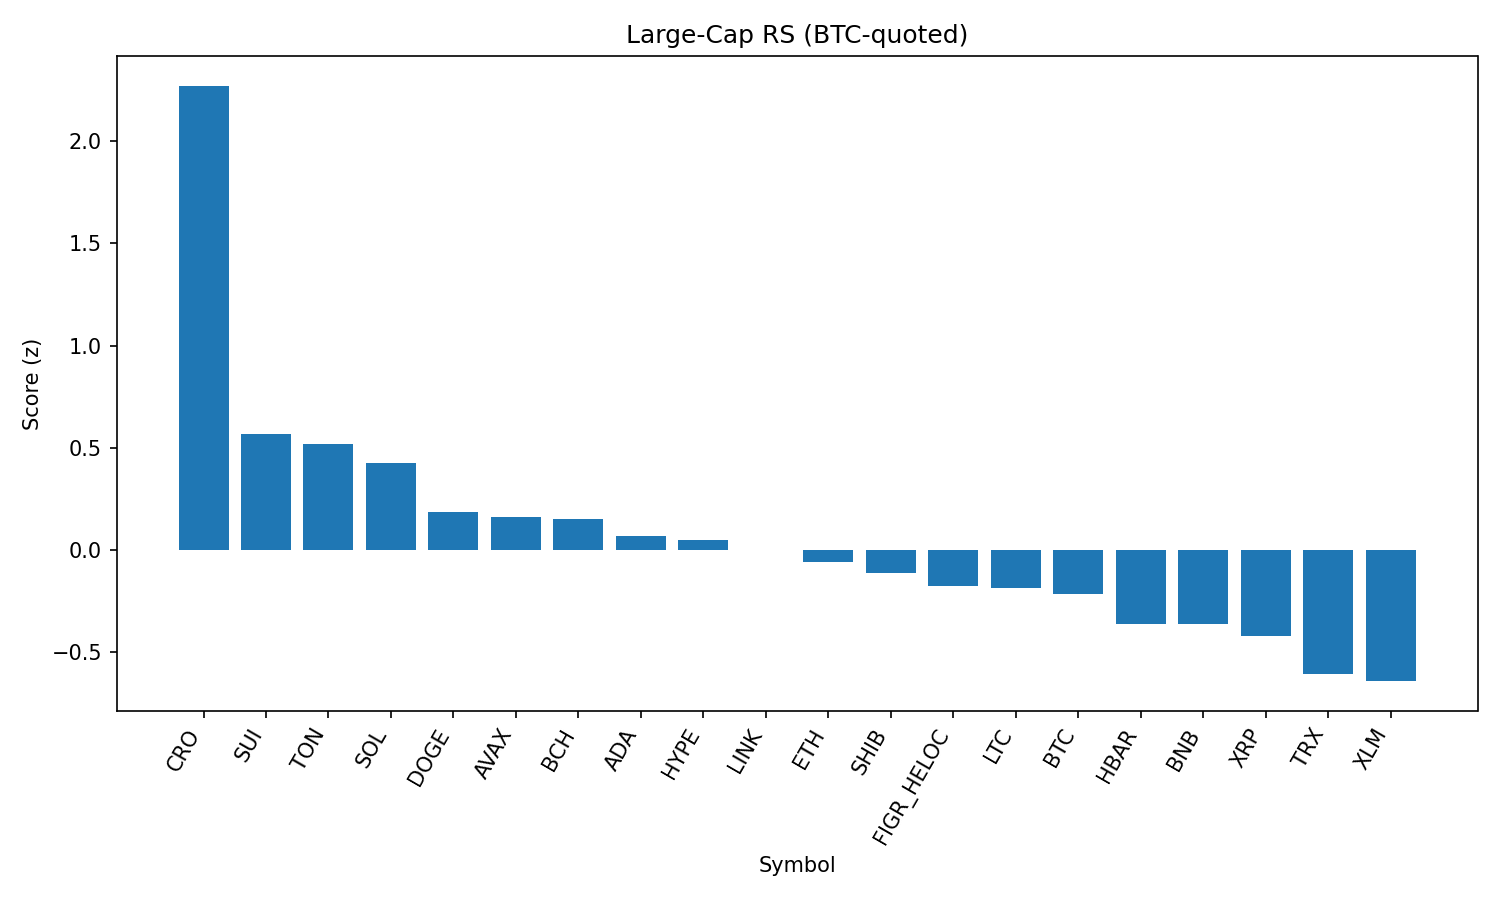 Large-Cap RS (BTC-quoted)
Score (z)
2.0
1.5
1.0
0.5
0.0
−0.5
CRO
SUI
TON
SOL
DOGE
AVAX
BCH
ADA
HYPE
LINK
ETH
SHIB
FIGR_HELOC
LTC
BTC
HBAR
BNB
XRP
TRX
XLM
Symbol